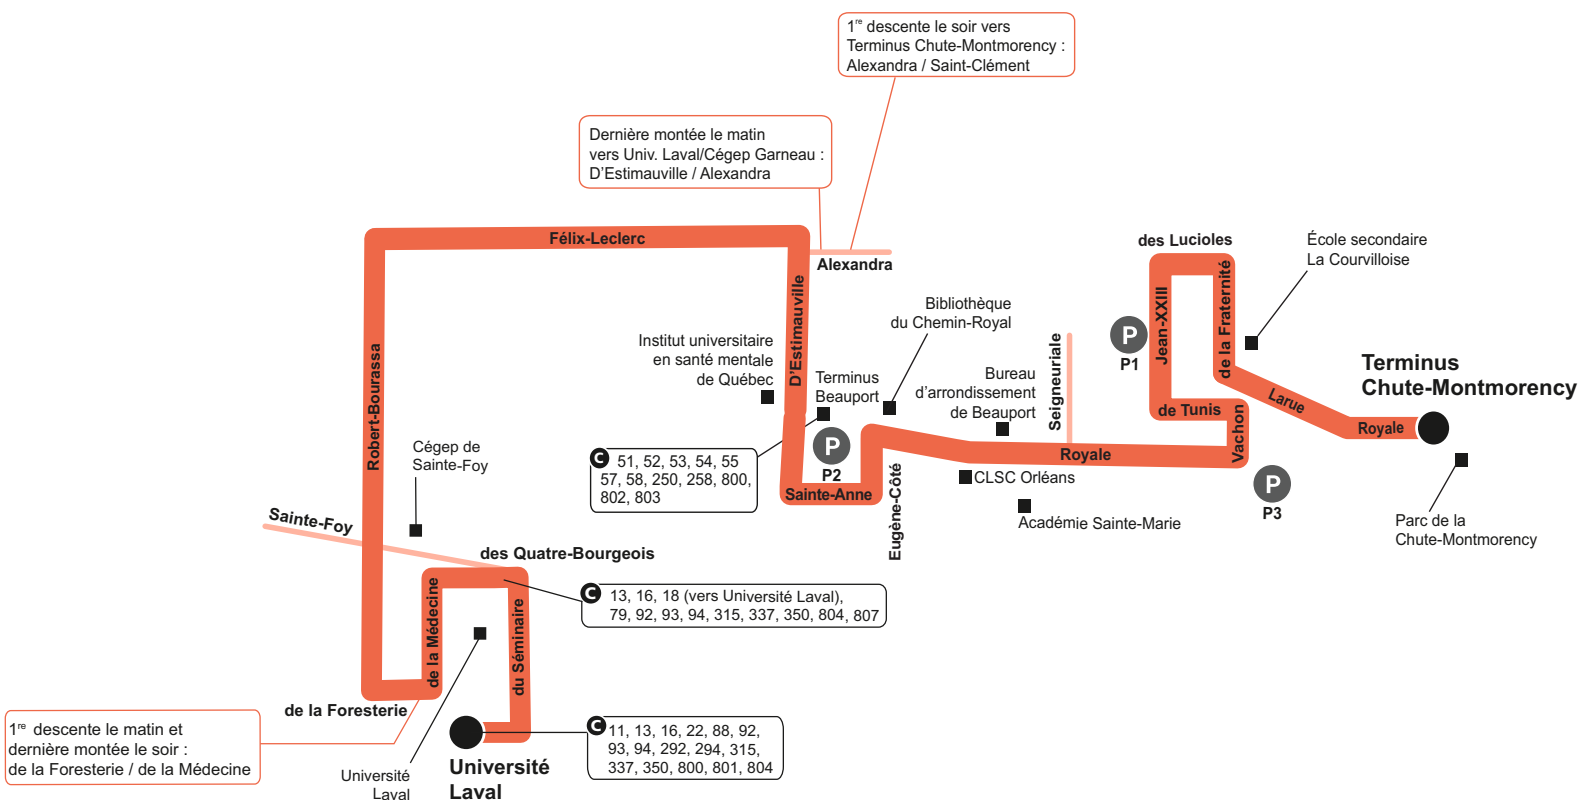 1re descente le soir vers
Terminus Chute-Montmorency :
Alexandra / Saint-Clément
Dernière montée le matin
vers Univ. Laval/Cégep Garneau :
D'Estimauville / Alexandra
Félix-Leclerc
Alexandra
des Lucioles
École secondaire
La Courvilloise
D'Estimauville
Jean-XXIII
de la Fraternité
Bibliothèque
du Chemin-Royal
Institut universitaire
en santé mentale
de Québec
Robert-Bourassa
Seigneuriale
P
P1
Terminus
Chute-Montmorency
Terminus
Beauport
Bureau
d'arrondissement
de Beauport
Larue
de Tunis
Vachon
Royale
Royale
P
P2
Cégep de
Sainte-Foy
C 51, 52, 53, 54, 55
57, 58, 250, 258, 800,
802, 803
Sainte-Anne
Eugène-Côté
CLSC Orléans
P
P3
Académie Sainte-Marie
Parc de la
Chute-Montmorency
Sainte-Foy
des Quatre-Bourgeois
C 13, 16, 18 (vers Université Laval),
79, 92, 93, 94, 315, 337, 350, 804, 807
de la Médecine
du Séminaire
de la Foresterie
1re descente le matin et
dernière montée le soir :
de la Foresterie / de la Médecine
C 11, 13, 16, 22, 88, 92,
93, 94, 292, 294, 315,
337, 350, 800, 801, 804
Université
Laval
Université
Laval